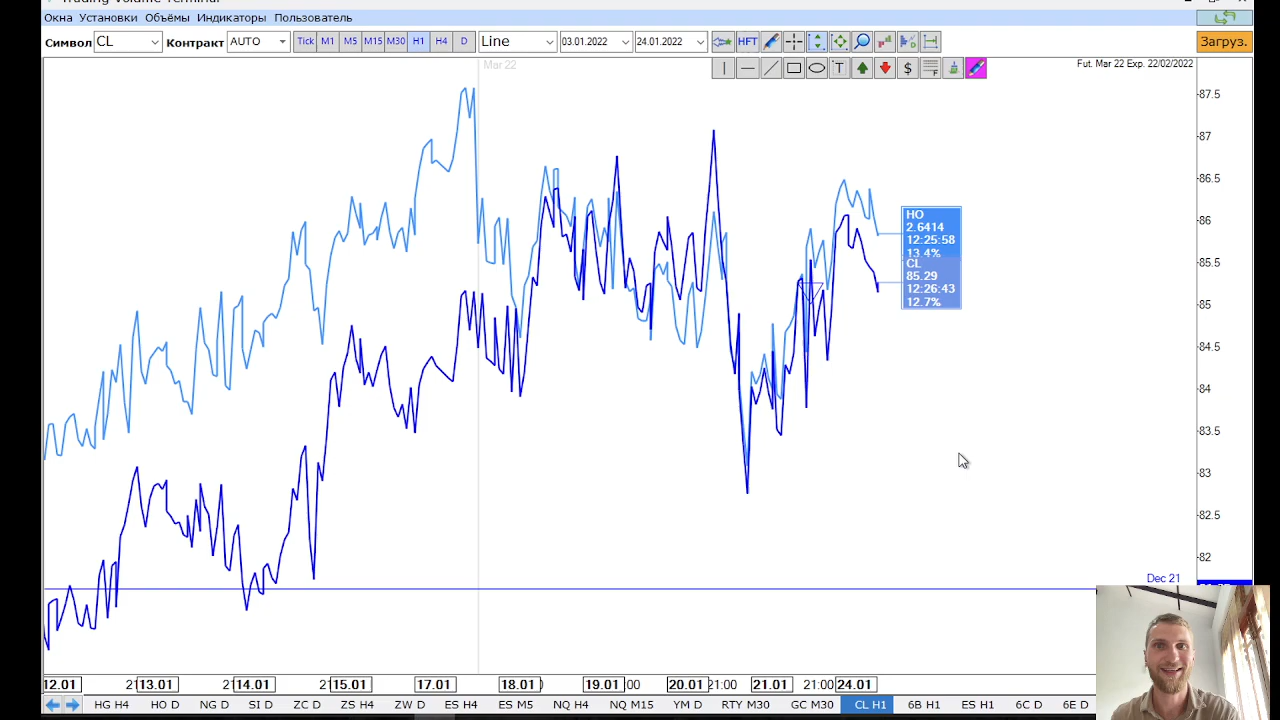 Trading Volume Terminal
Окна Установки Объёмы Индикаторы Пользователь
Символ CL Контракт AUTO Tick M1 M5 M15 M30 H1 H4 D Line 03.01.2022 24.01.2022 HFT Загруз.
T $ F
Mar 22
Fut. Mar 22 Exp. 22/02/2022
87.5
87
86.5
86
85.5
85
84.5
84
83.5
83
82.5
82
HO
2.6414
12:25:58
13.4%
CL
85.29
12:26:43
12.7%
Dec 21
12.01 13.01 14.01 15.01 17.01 18.01 19.01 :00 20.01 21:00 21.01 21:00 24.01
HG H4 HO D NG D SI D ZC D ZS H4 ZW D ES H4 ES M5 NQ H4 NQ M15 YM D RTY M30 GC M30 CL H1 6B H1 ES H1 6C D 6E D